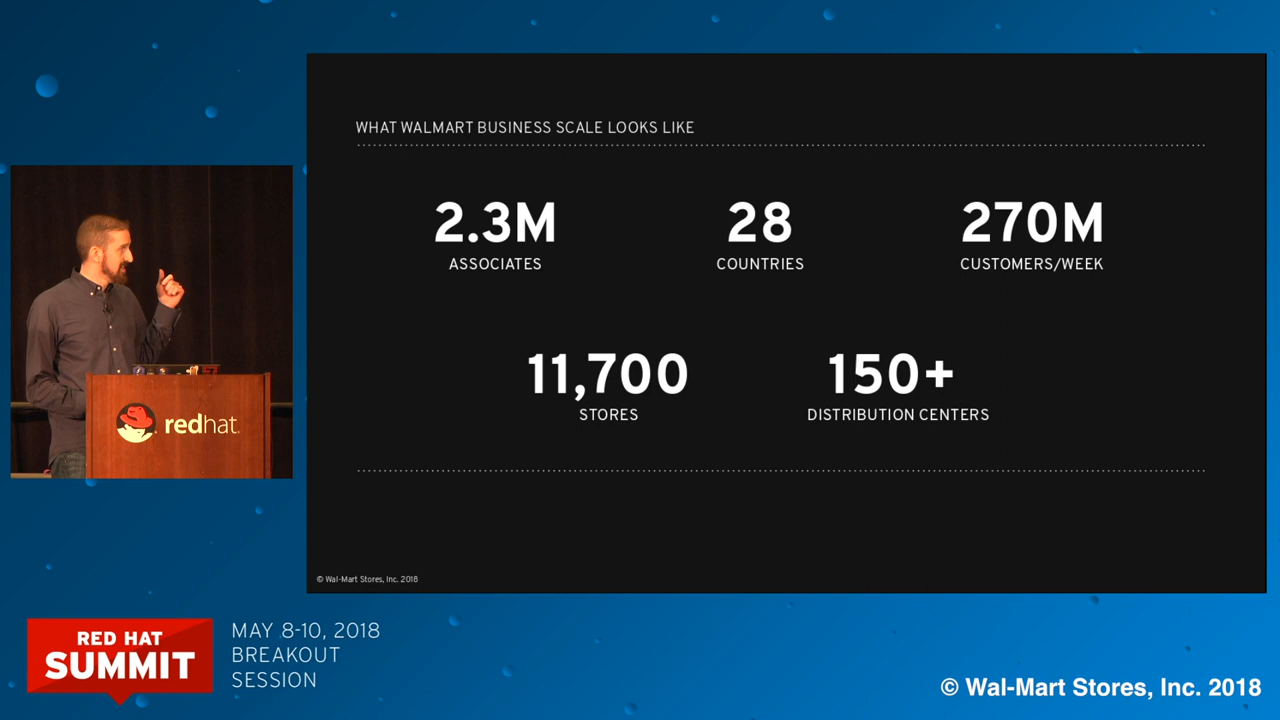 WHAT WALMART BUSINESS SCALE LOOKS LIKE
2.3M
ASSOCIATES
28
COUNTRIES
270M
CUSTOMERS/WEEK
11,700
STORES
150+
DISTRIBUTION CENTERS
© Wal-Mart Stores, Inc. 2018
redhat.
RED HAT
SUMMIT
MAY 8-10, 2018
BREAKOUT
SESSION
© Wal-Mart Stores, Inc. 2018